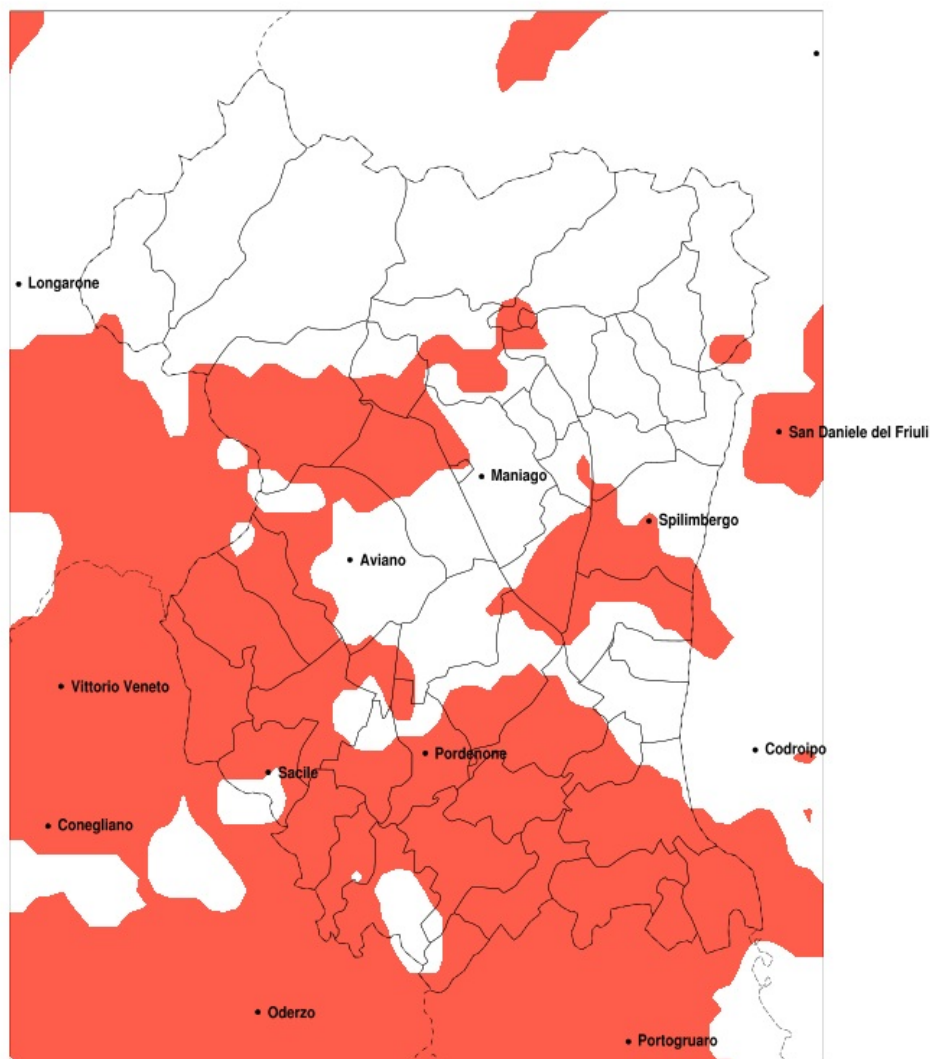 Longarone
San Daniele del Friuli
Maniago
Spilimbergo
Aviano
Vittorio Veneto
Codroipo
Pordenone
Sacile
Conegliano
Oderzo
Portogruaro